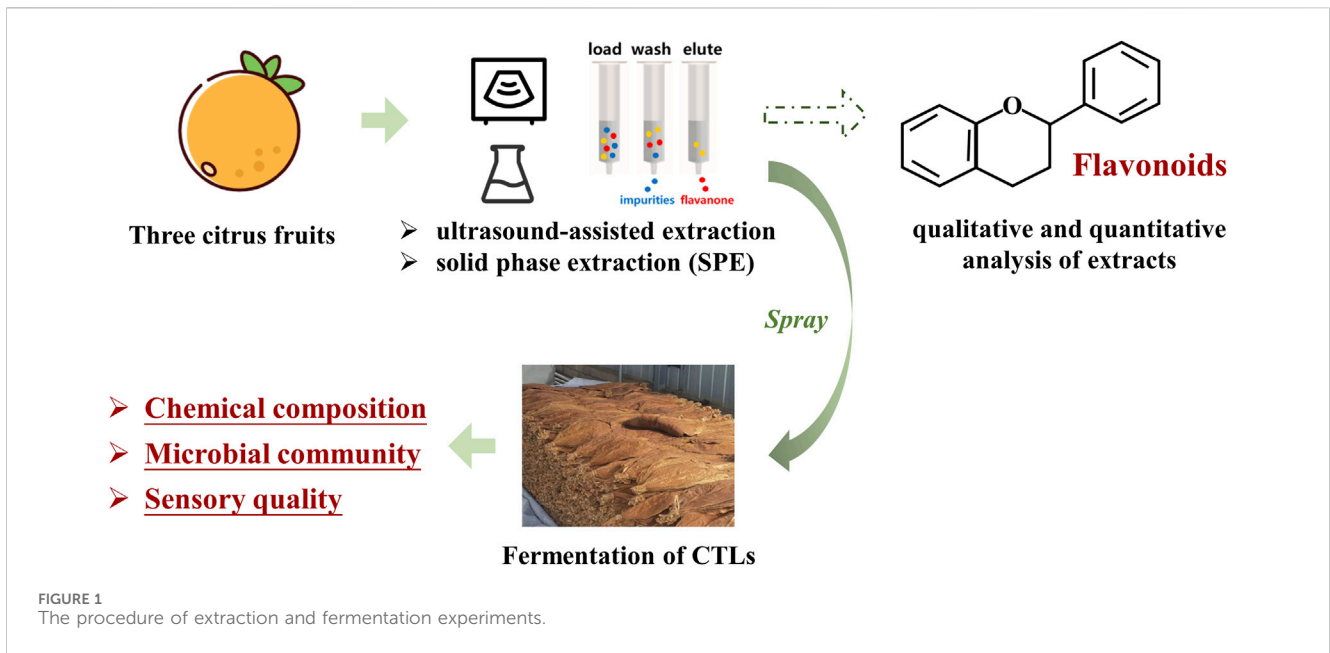 load wash elute
impurities flavanone
Three citrus fruits
➢ ultrasound-assisted extraction
➢ solid phase extraction (SPE)
O
Flavonoids
qualitative and quantitative
analysis of extracts
Spray
➢ Chemical composition
➢ Microbial community
➢ Sensory quality
Fermentation of CTLs
FIGURE 1
The procedure of extraction and fermentation experiments.